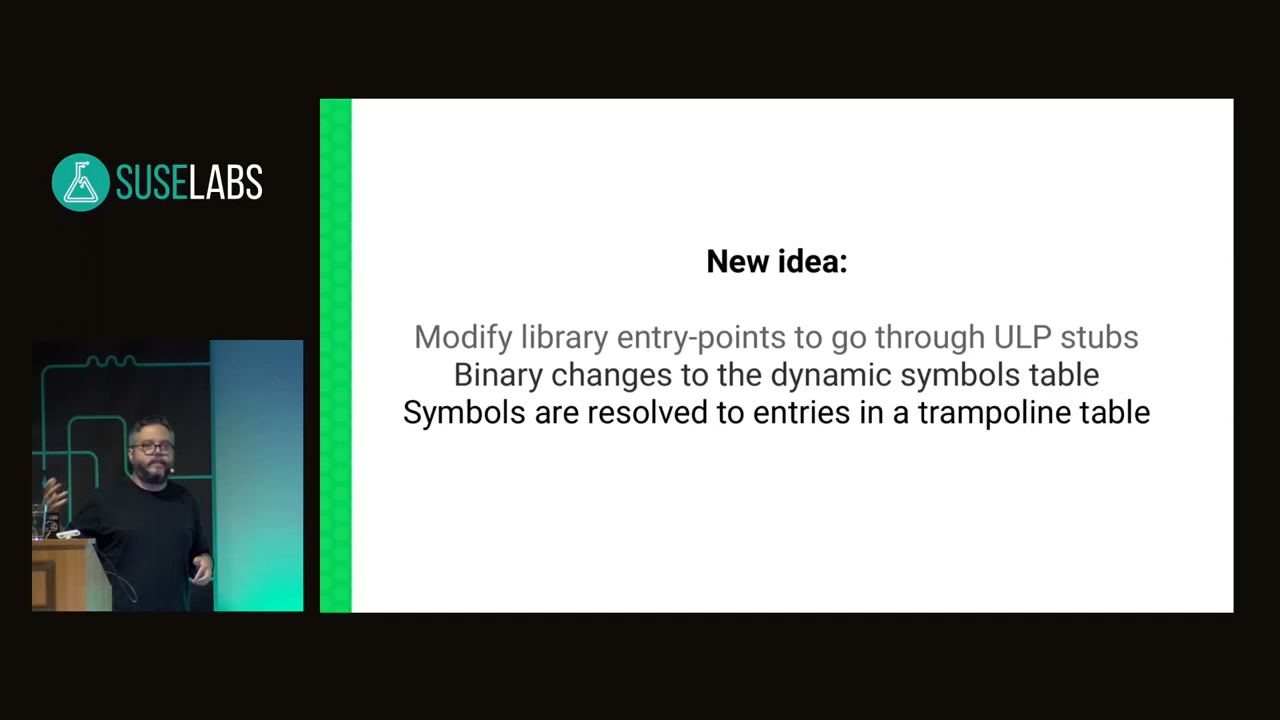 SUSELABS
New idea:
Modify library entry-points to go through ULP stubs
Binary changes to the dynamic symbols table
Symbols are resolved to entries in a trampoline table